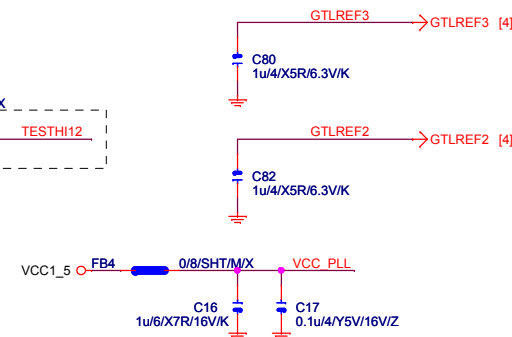 GTLREF3 GTLREF3 [4]
C80
1u/4/X5R/6.3V/K
X
TESTHI12
GTLREF2 GTLREF2 [4]
C82
1u/4/X5R/6.3V/K
VCC1_5 FB4 0/8/SHT/M/X VCC_PLL
C16
1u/6/X7R/16V/K
C17
0.1u/4/Y5V/16V/Z